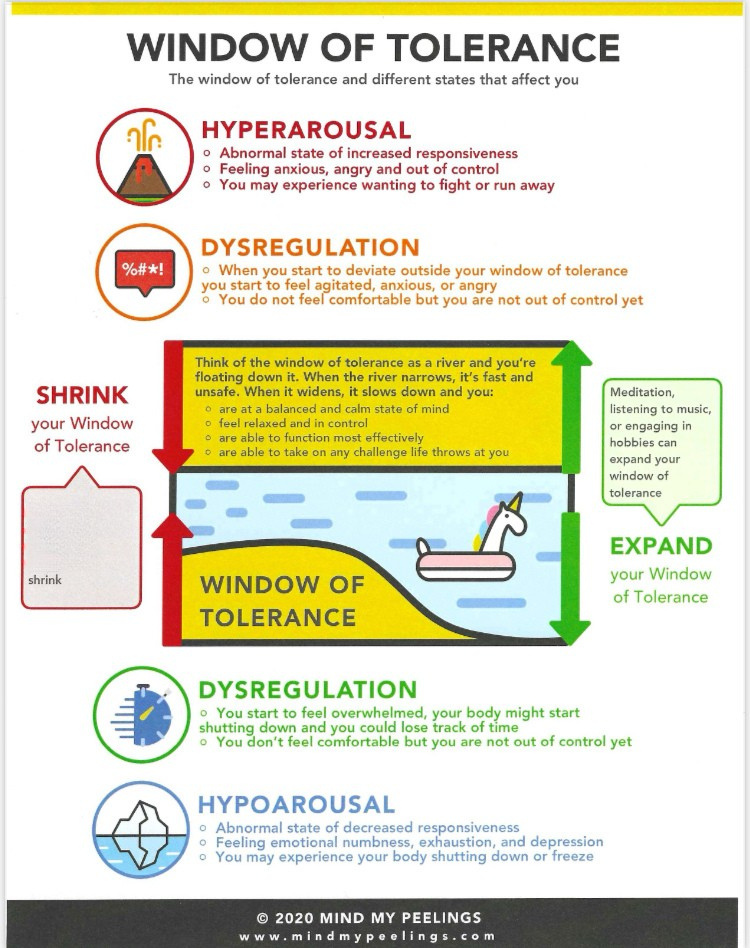 WINDOW OF TOLERANCE
The window of tolerance and different states that affect you
HYPERAROUSAL
Abnormal state of increased responsiveness
Feeling anxious, angry and out of control
You may experience wanting to fight or run away
%#*!
DYSREGULATION
When you start to deviate outside your window of tolerance
you start to feel agitated, anxious, or angry
You do not feel comfortable but you are not out of control yet
Think of the window of tolerance as a river and you're
floating down it. When the river narrows, it's fast and
unsafe. When it widens, it slows down and you:
are at a balanced and calm state of mind
feel relaxed and in control
are able to function most effectively
are able to take on any challenge life throws at you
SHRINK
your Window
of Tolerance
shrink
Meditation,
listening to music,
or engaging in
hobbies can
expand your
window of
tolerance
EXPAND
your Window
of Tolerance
WINDOW OF
TOLERANCE
DYSREGULATION
You start to feel overwhelmed, your body might start
shutting down and you could lose track of time
You don't feel comfortable but you are not out of control yet
HYPOAROUSAL
Abnormal state of decreased responsiveness
Feeling emotional numbness, exhaustion, and depression
You may experience your body shutting down or freeze
© 2020 MIND MY PEELINGS
www.mindmypeelings.com